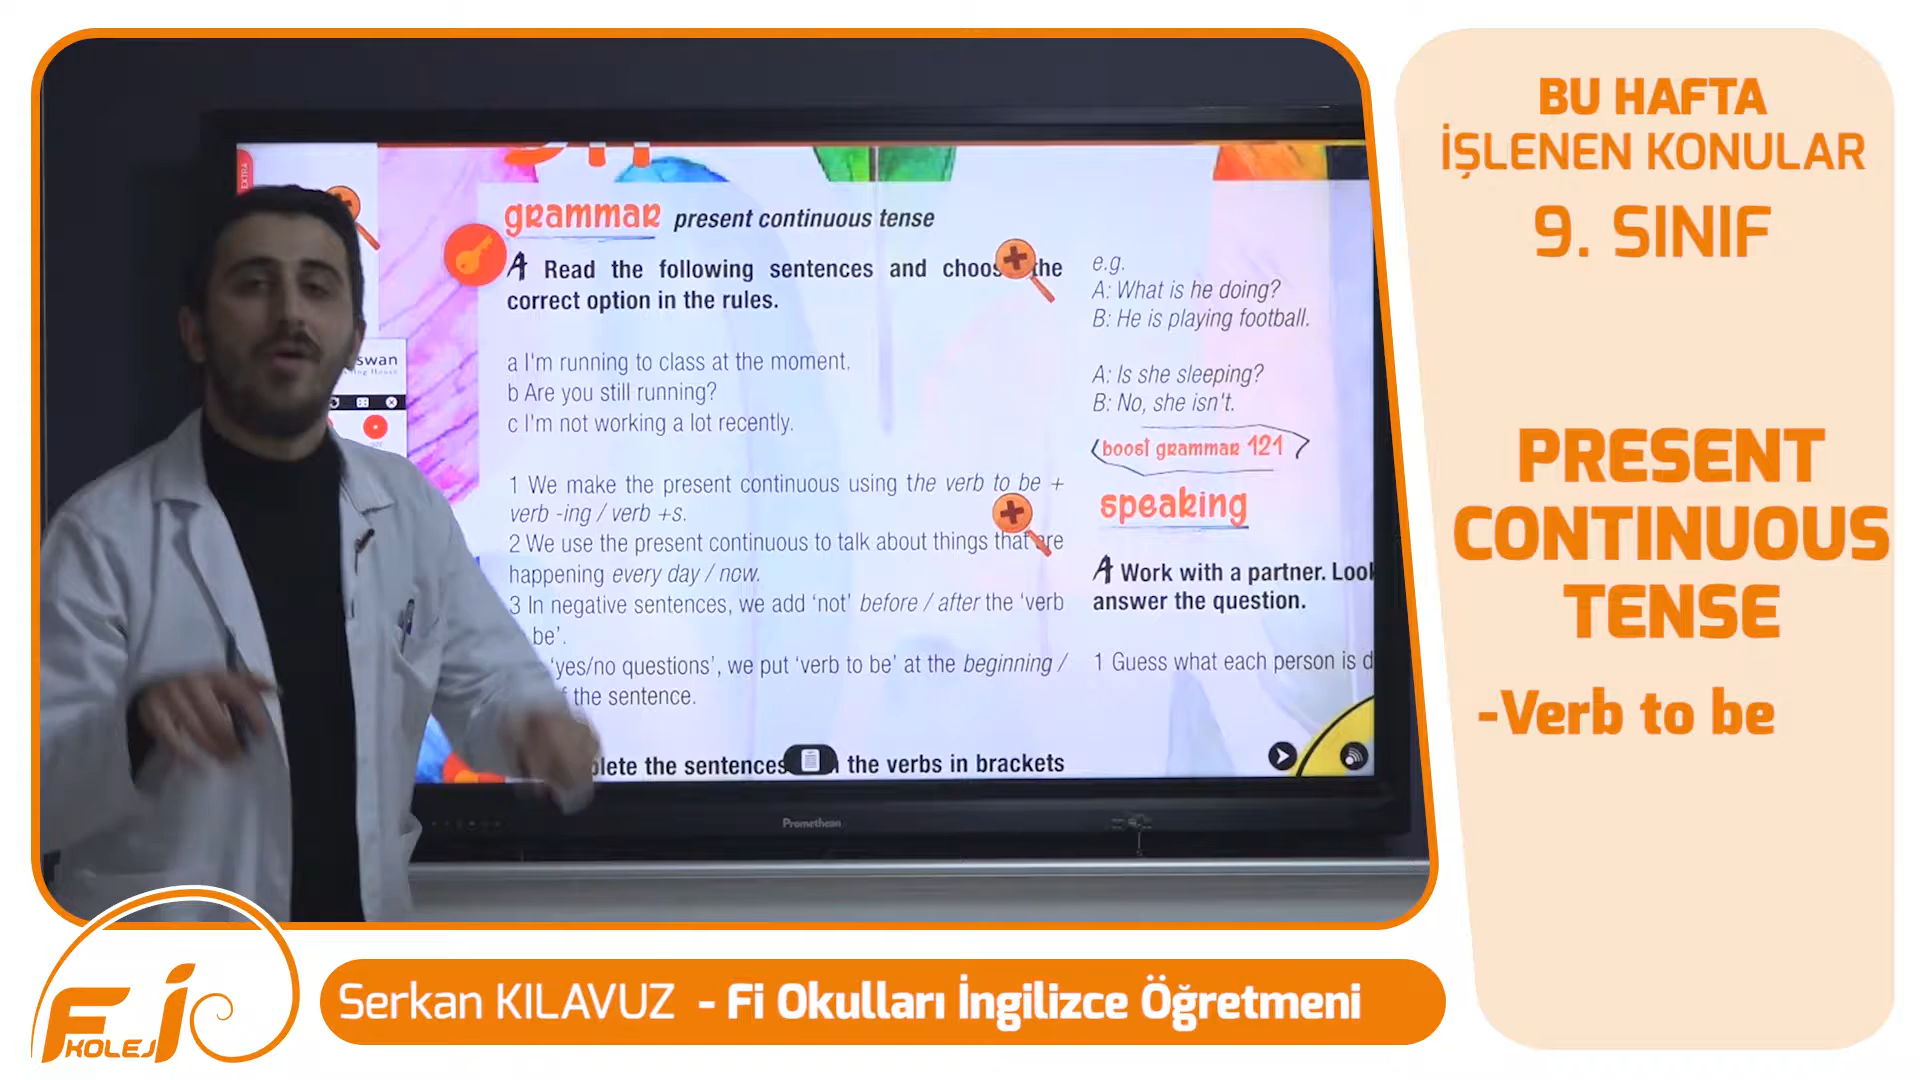 EXTRA
grammar present continuous tense
A Read the following sentences and choose the
correct option in the rules.
a I'm running to class at the moment.
b Are you still running?
c I'm not working a lot recently.
1 We make the present continuous using the verb to be +
verb -ing / verb +s.
2 We use the present continuous to talk about things that are
happening every day / now.
3 In negative sentences, we add ‘not’ before / after the ‘verb
be’.
‘yes/no questions’, we put ‘verb to be’ at the beginning /
the sentence.
plete the sentences the verbs in brackets
swan
e.g.
A: What is he doing?
B: He is playing football.
A: Is she sleeping?
B: No, she isn't.
boost grammar 121
speaking
A Work with a partner. Look
answer the question.
1 Guess what each person is d
Promethean
BU HAFTA
İŞLENEN KONULAR
9. SINIF
PRESENT
CONTINUOUS
TENSE
-Verb to be
Fi
KOLEJ
Serkan KILAVUZ - Fi Okulları İngilizce Öğretmeni